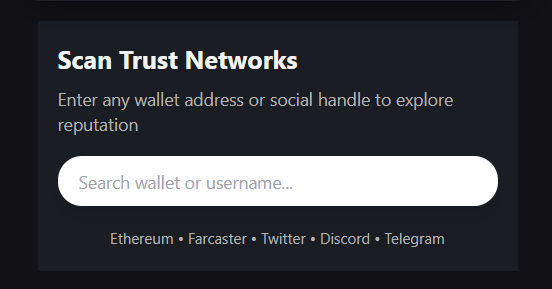 Scan Trust Networks
Enter any wallet address or social handle to explore
reputation
Search wallet or username...
Ethereum • Farcaster • Twitter • Discord • Telegram